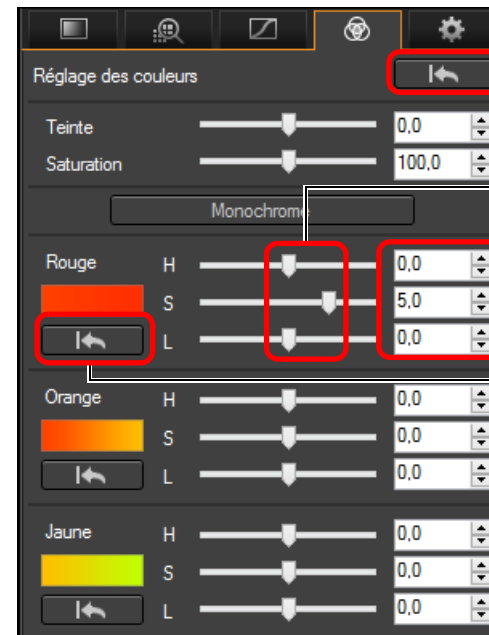 Réglage des couleurs
Teinte 0,0
Saturation 100,0
Monochrome
Rouge H 0,0
S 5,0
L 0,0
Orange H 0,0
S 0,0
L 0,0
Jaune H 0,0
S 0,0
L 0,0